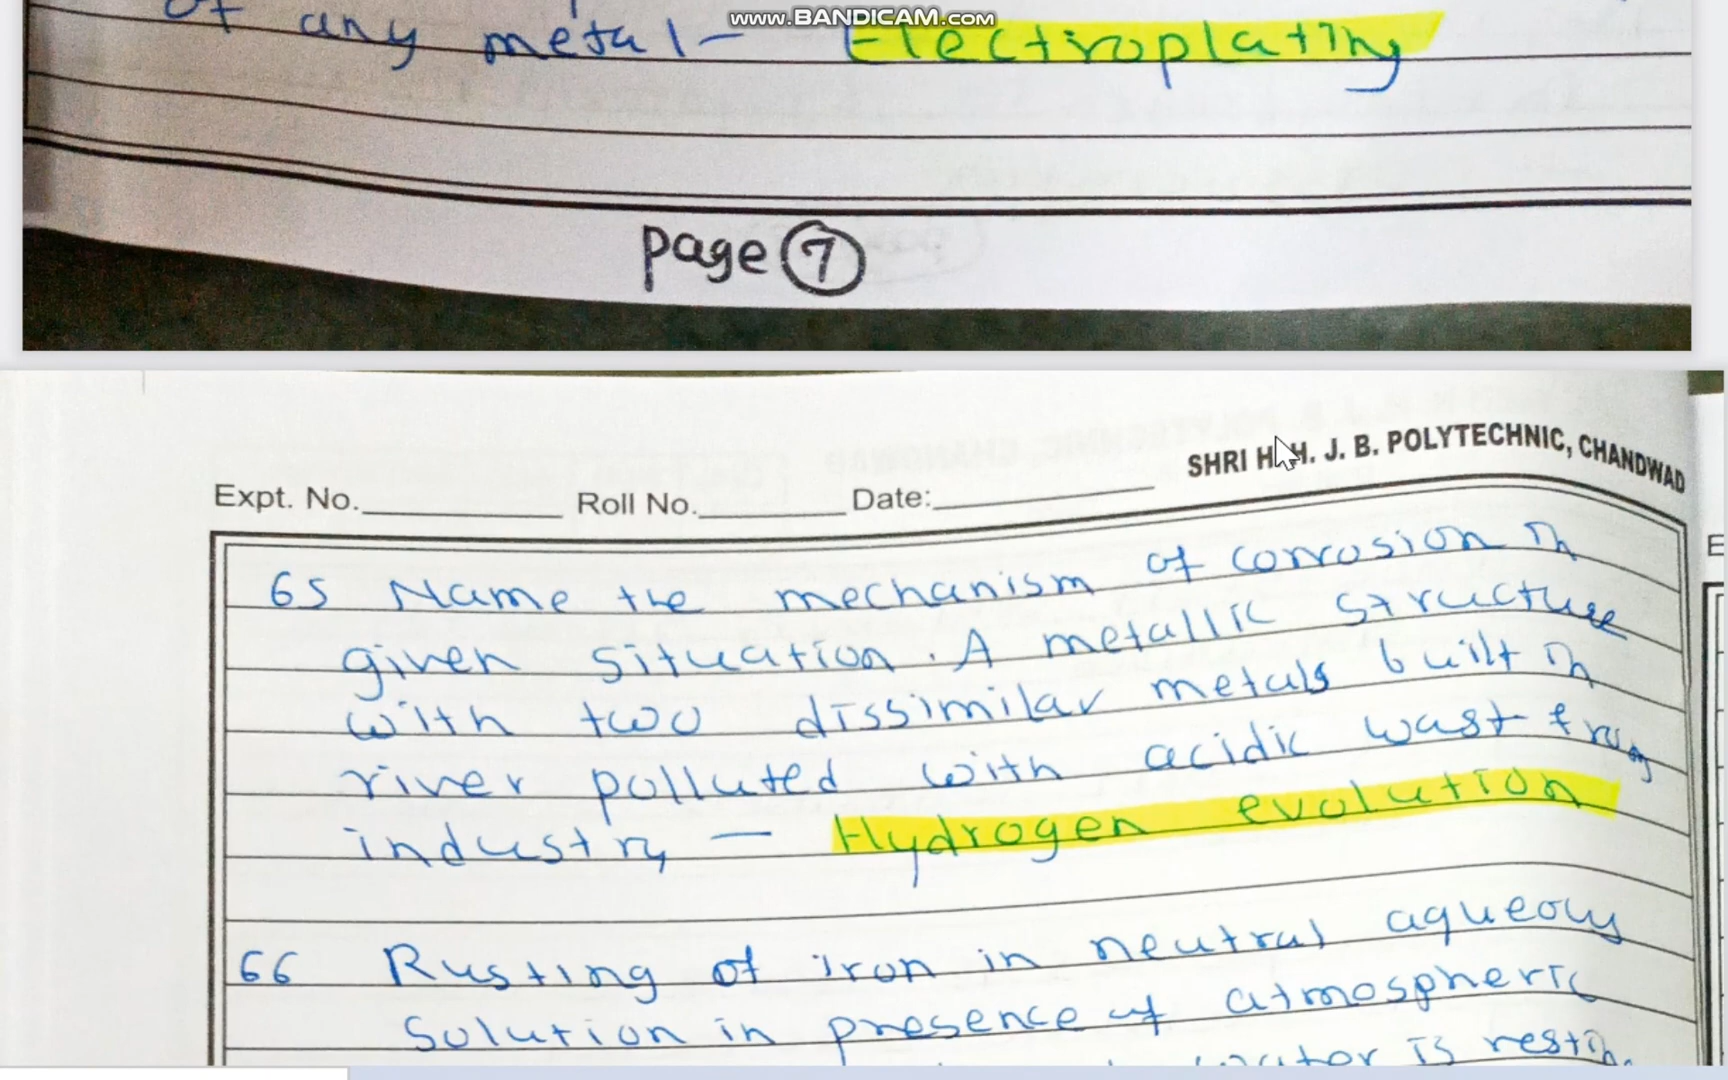 www.BANDICAM.com
of any metal - Electroplating
page 7
SHRI H. H. J. B. POLYTECHNIC, CHANDWAD
Expt. No. Roll No. Date:
65 Name the mechanism of corrosion in
given situation. A metallic structure
with two dissimilar metals built in
river polluted with acidic wast from
industry - Hydrogen evolution
66 Rusting of iron in neutral aqueous
solution in presence of atmospheric
water is